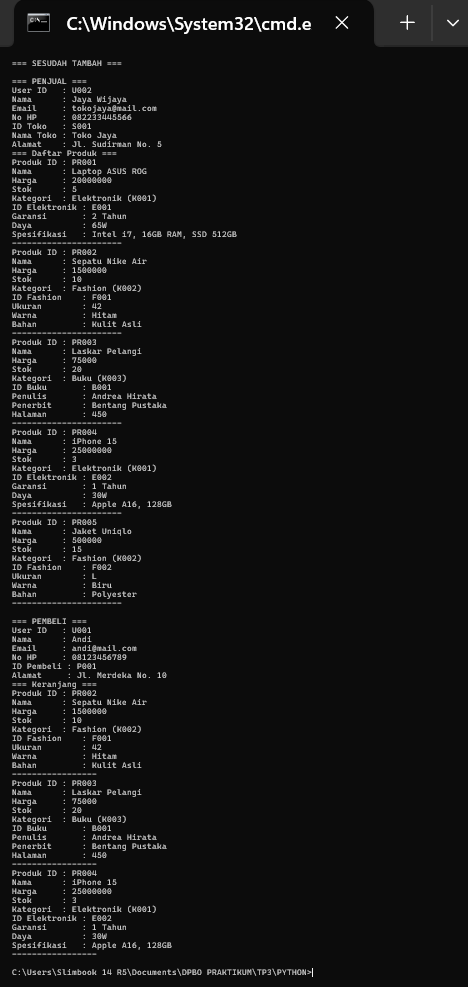 C:\Windows\System32\cmd.e
=== SESUDAH TAMBAH ===
=== PENJUAL ===
User ID   : U002
Nama      : Jaya Wijaya
Email     : tokojaya@mail.com
No HP     : 082233445566
ID Toko   : S001
Nama Toko : Toko Jaya
Alamat    : Jl. Sudirman No. 5
=== Daftar Produk ===
Produk ID : PR001
Nama      : Laptop ASUS ROG
Harga     : 20000000
Stok      : 5
Kategori  : Elektronik (K001)
ID Elektronik : E001
Garansi       : 2 Tahun
Daya          : 65W
Spesifikasi   : Intel i7, 16GB RAM, SSD 512GB
----------------------
Produk ID : PR002
Nama      : Sepatu Nike Air
Harga     : 1500000
Stok      : 10
Kategori  : Fashion (K002)
ID Fashion    : F001
Ukuran        : 42
Warna         : Hitam
Bahan         : Kulit Asli
----------------------
Produk ID : PR003
Nama      : Laskar Pelangi
Harga     : 75000
Stok      : 20
Kategori  : Buku (K003)
ID Buku       : B001
Penulis       : Andrea Hirata
Penerbit      : Bentang Pustaka
Halaman       : 450
----------------------
Produk ID : PR004
Nama      : iPhone 15
Harga     : 25000000
Stok      : 3
Kategori  : Elektronik (K001)
ID Elektronik : E002
Garansi       : 1 Tahun
Daya          : 30W
Spesifikasi   : Apple A16, 128GB
----------------------
Produk ID : PR005
Nama      : Jaket Uniqlo
Harga     : 500000
Stok      : 15
Kategori  : Fashion (K002)
ID Fashion    : F002
Ukuran        : L
Warna         : Biru
Bahan         : Polyester
----------------------
=== PEMBELI ===
User ID   : U001
Nama      : Andi
Email     : andi@mail.com
No HP     : 08123456789
ID Pembeli : P001
Alamat     : Jl. Merdeka No. 10
=== Keranjang ===
Produk ID : PR002
Nama      : Sepatu Nike Air
Harga     : 1500000
Stok      : 10
Kategori  : Fashion (K002)
ID Fashion    : F001
Ukuran        : 42
Warna         : Hitam
Bahan         : Kulit Asli
-----------------
Produk ID : PR003
Nama      : Laskar Pelangi
Harga     : 75000
Stok      : 20
Kategori  : Buku (K003)
ID Buku       : B001
Penulis       : Andrea Hirata
Penerbit      : Bentang Pustaka
Halaman       : 450
-----------------
Produk ID : PR004
Nama      : iPhone 15
Harga     : 25000000
Stok      : 3
Kategori  : Elektronik (K001)
ID Elektronik : E002
Garansi       : 1 Tahun
Daya          : 30W
Spesifikasi   : Apple A16, 128GB
-----------------
C:\Users\Slimbook 14 R5\Documents\DPBO PRAKTIKUM\TP3\PYTHON>